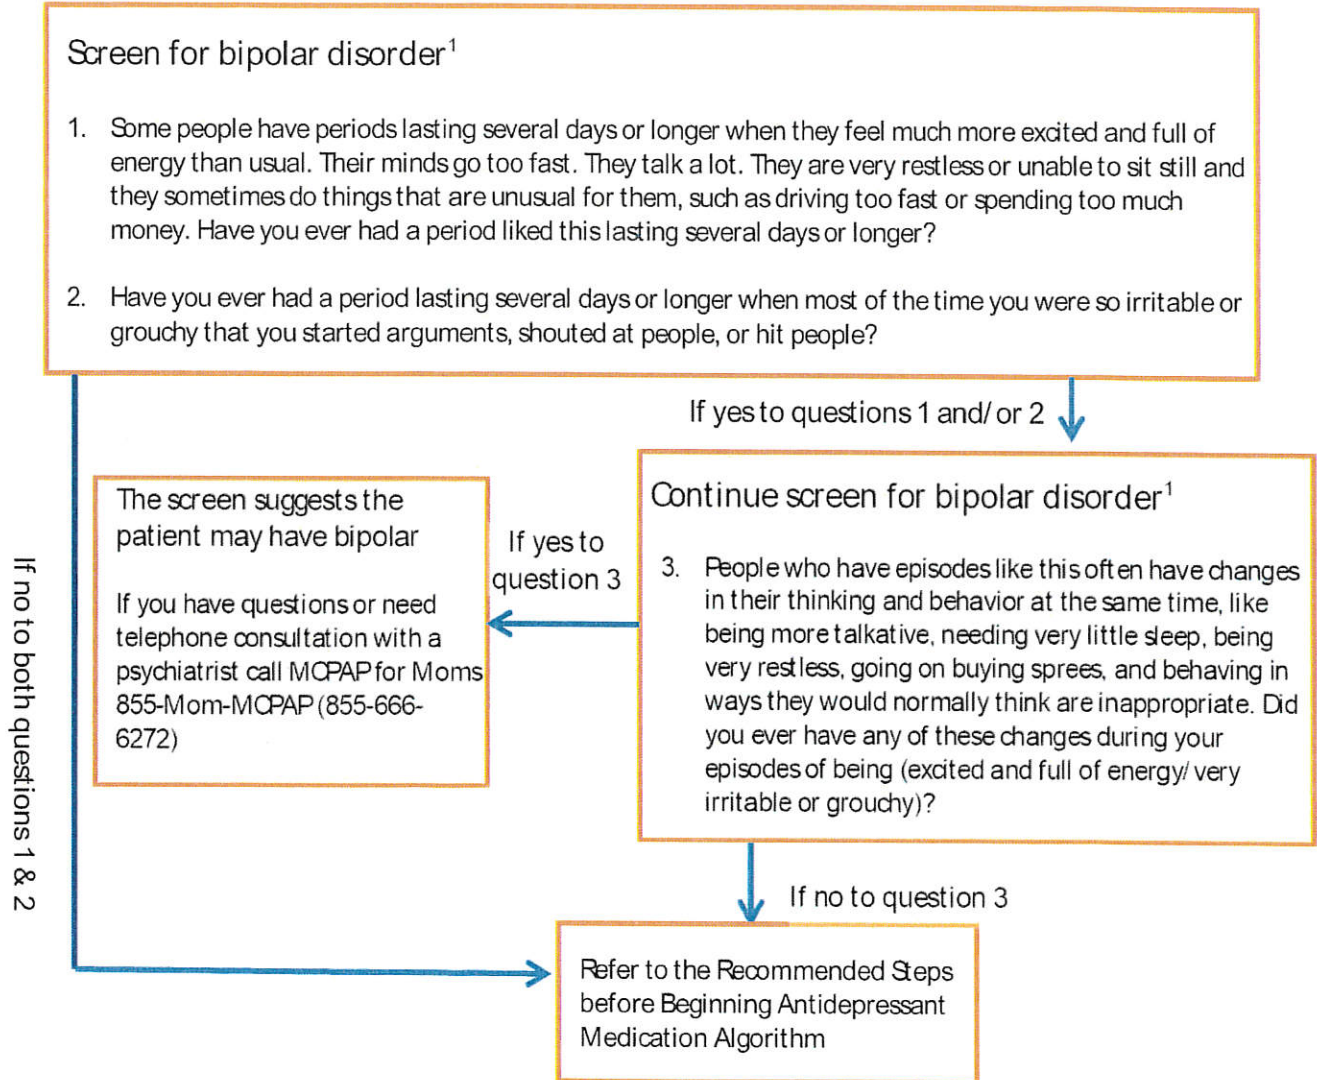 Screen for bipolar disorder1
1. Some people have periods lasting several days or longer when they feel much more excited and full of
energy than usual. Their minds go too fast. They talk a lot. They are very restless or unable to sit still and
they sometimes do things that are unusual for them, such as driving too fast or spending too much
money. Have you ever had a period liked this lasting several days or longer?
2. Have you ever had a period lasting several days or longer when most of the time you were so irritable or
grouchy that you started arguments, shouted at people, or hit people?
If yes to questions 1 and/or 2
Continue screen for bipolar disorder1
3. People who have episodes like this often have changes
in their thinking and behavior at the same time, like
being more talkative, needing very little sleep, being
very restless, going on buying sprees, and behaving in
ways they would normally think are inappropriate. Did
you ever have any of these changes during your
episodes of being (excited and full of energy/ very
irritable or grouchy)?
If yes to
question 3
The screen suggests the
patient may have bipolar
If you have questions or need
telephone consultation with a
psychiatrist call MCPAP for Moms
855-Mom-MCPAP (855-666-
6272)
If no to both questions 1 & 2
If no to question 3
Refer to the Recommended Steps
before Beginning Antidepressant
Medication Algorithm